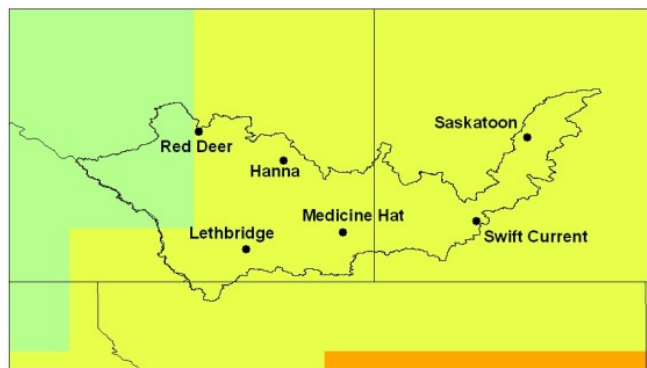 Saskatoon
Red Deer
Hanna
Medicine Hat
Lethbridge
Swift Current